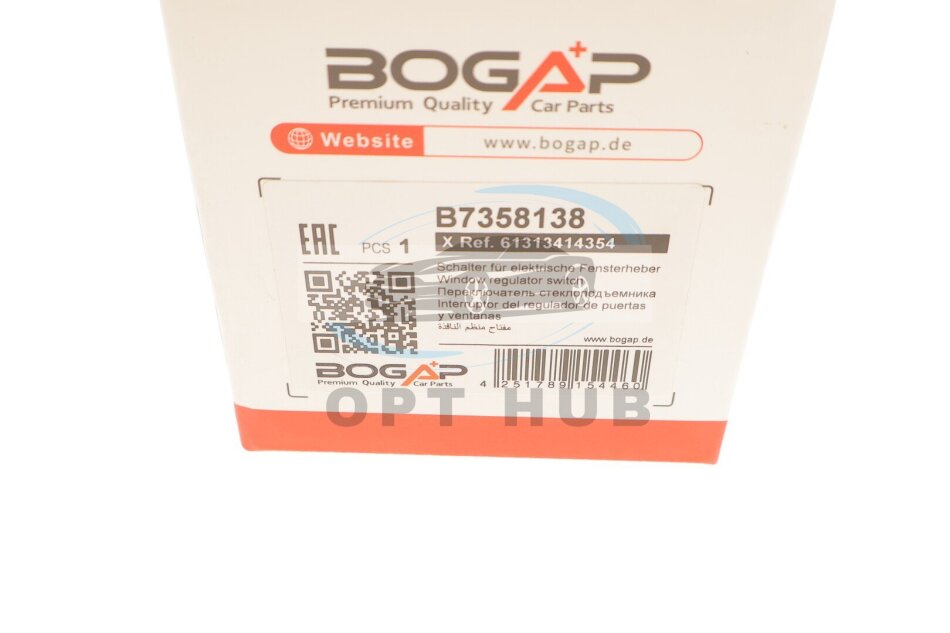 BOGAP
Premium Quality Car Parts
Website www.bogap.de
B7358138
EAC PCS 1 X Ref. 61313414354
Schalter für elektrische Fensterheber
Window regulator switch
Переключатель стеклоподъемника
Interruptor del regulador de puertas
y ventanas
مفتاح منظم النافذة
www.bogap.de
BOGAP
Premium Quality Car Parts
4 251789 154460
OPT HUB